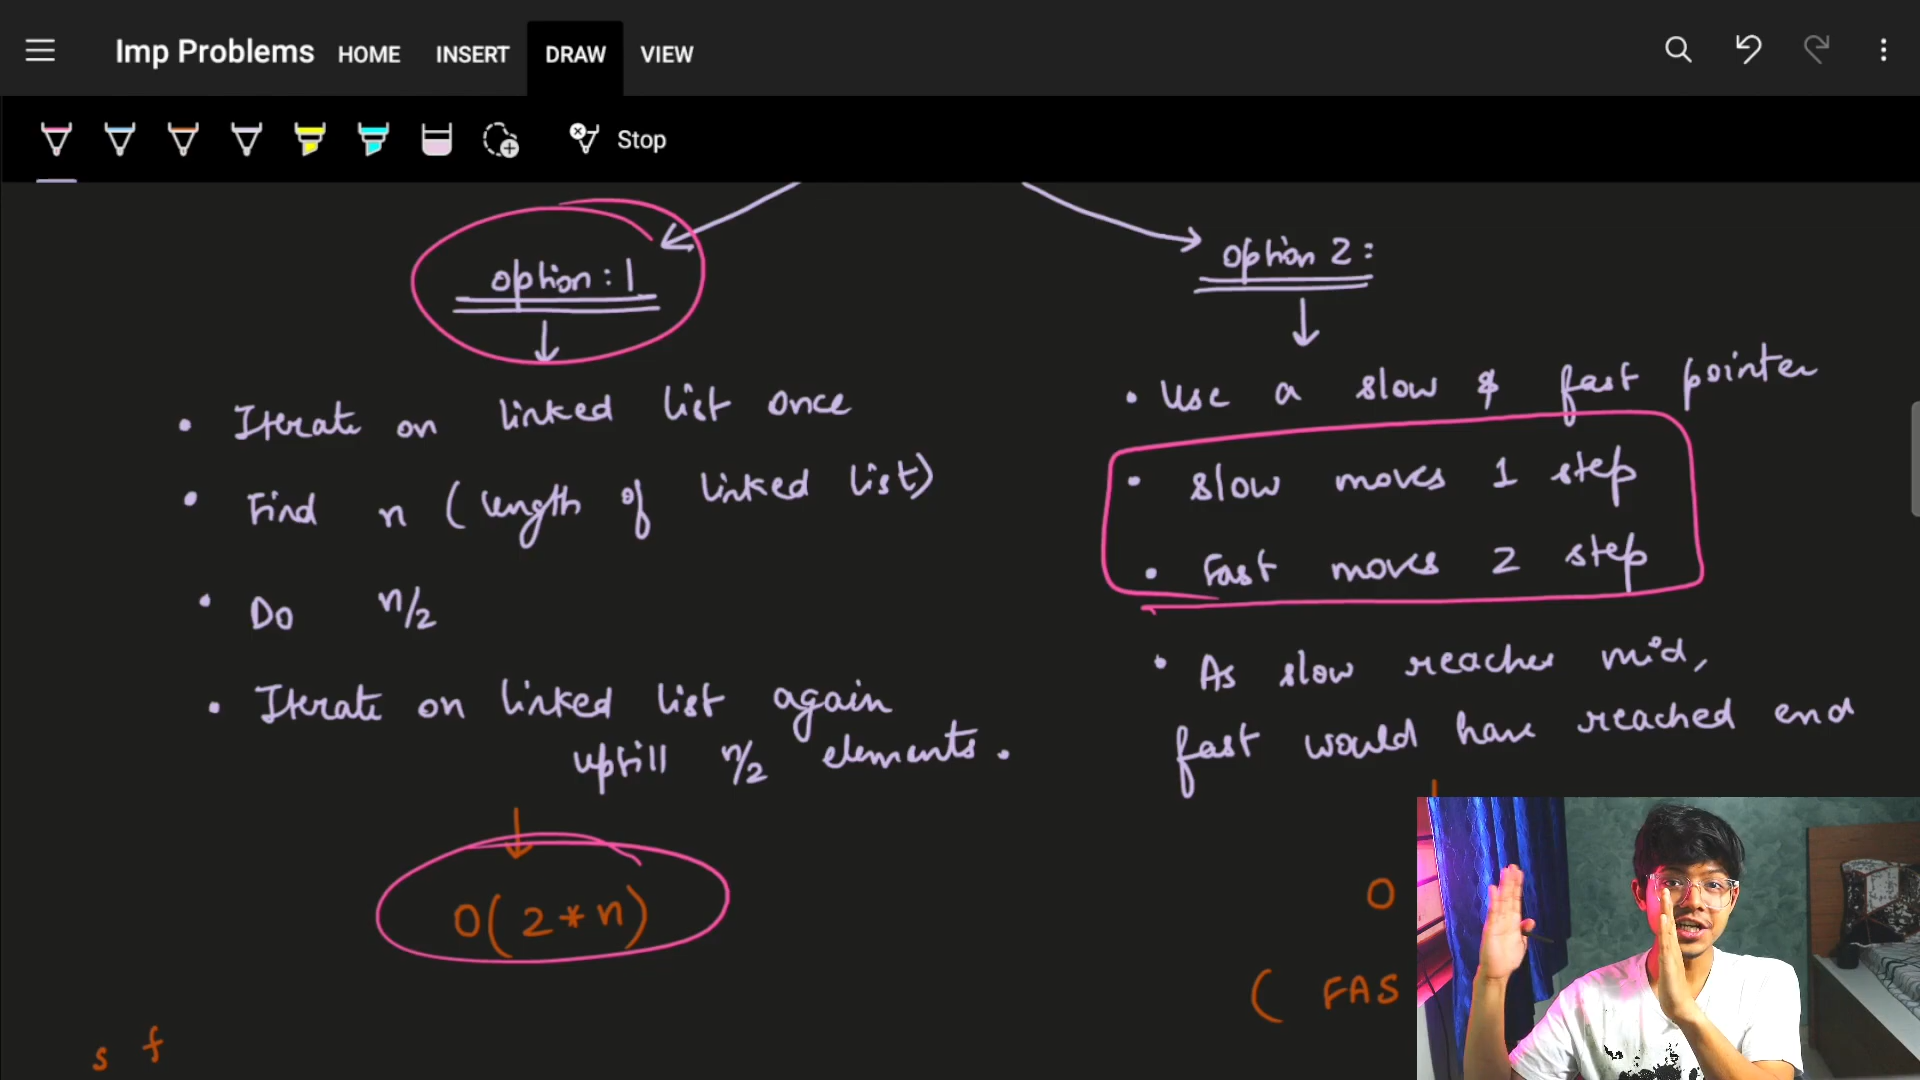 Imp Problems HOME INSERT DRAW VIEW
Stop
option : 1
Iterate on linked list once
Find n (length of linked list)
Do n/2
Iterate on linked list again
uptill n/2 elements.
O(2*n)
s f
option 2:
Use a slow & fast pointer
slow moves 1 step
Fast moves 2 step
As slow reaches mid,
fast would have reached end
O
( FAS